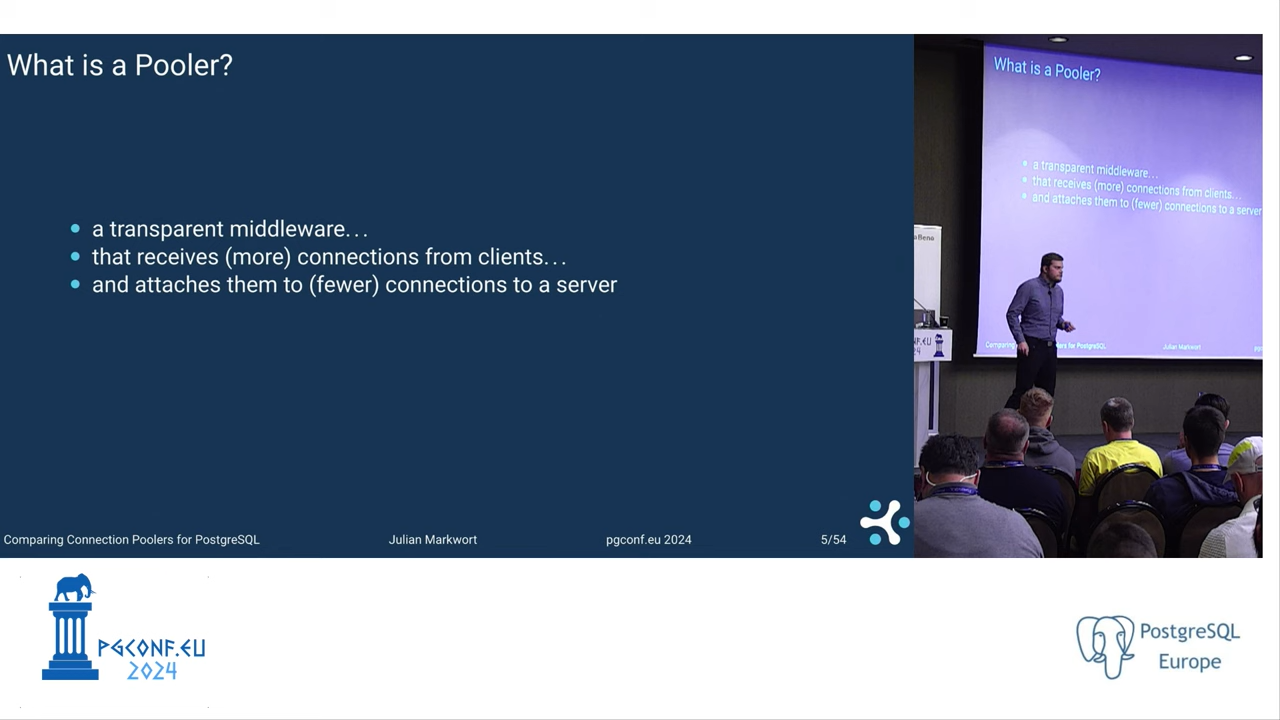 What is a Pooler?
a transparent middleware…
that receives (more) connections from clients…
and attaches them to (fewer) connections to a server
Comparing Connection Poolers for PostgreSQL
Julian Markwort
pgconf.eu 2024
5/54
What is a Pooler?
a transparent middleware…
that receives (more) connections from clients…
and attaches them to (fewer) connections to a server
Julian Markwort
PGCONF.EU
2024
PostgreSQL
Europe